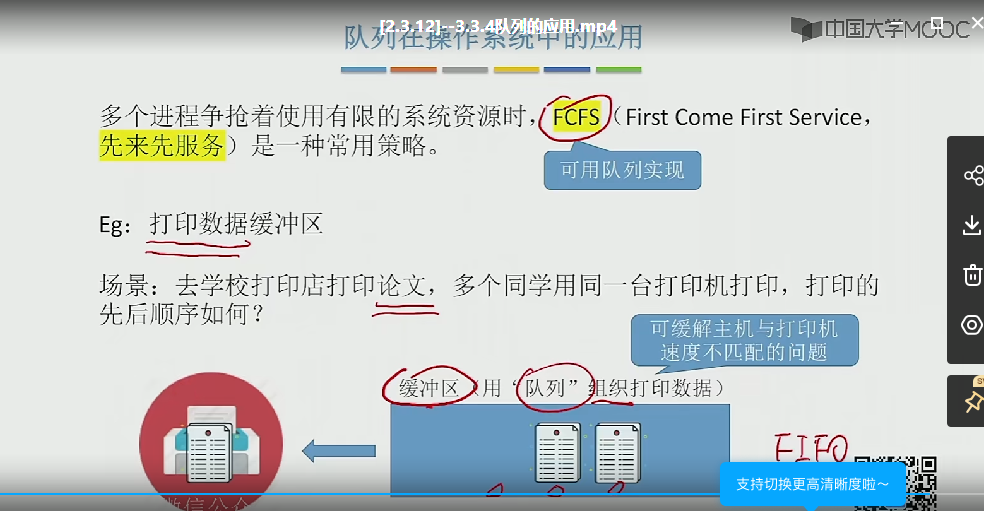 [2.3.12]--3.3.4队列的应用.mp4
队列在操作系统中的应用
中国大学MOOC
多个进程争抢着使用有限的系统资源时，FCFS（First Come First Service，
先来先服务）是一种常用策略。
可用队列实现
Eg：打印数据缓冲区
场景：去学校打印店打印论文，多个同学用同一台打印机打印，打印的
先后顺序如何？
可缓解主机与打印机
速度不匹配的问题
缓冲区（用“队列”组织打印数据）
FIFO
支持切换更高清晰度啦～
微信公众